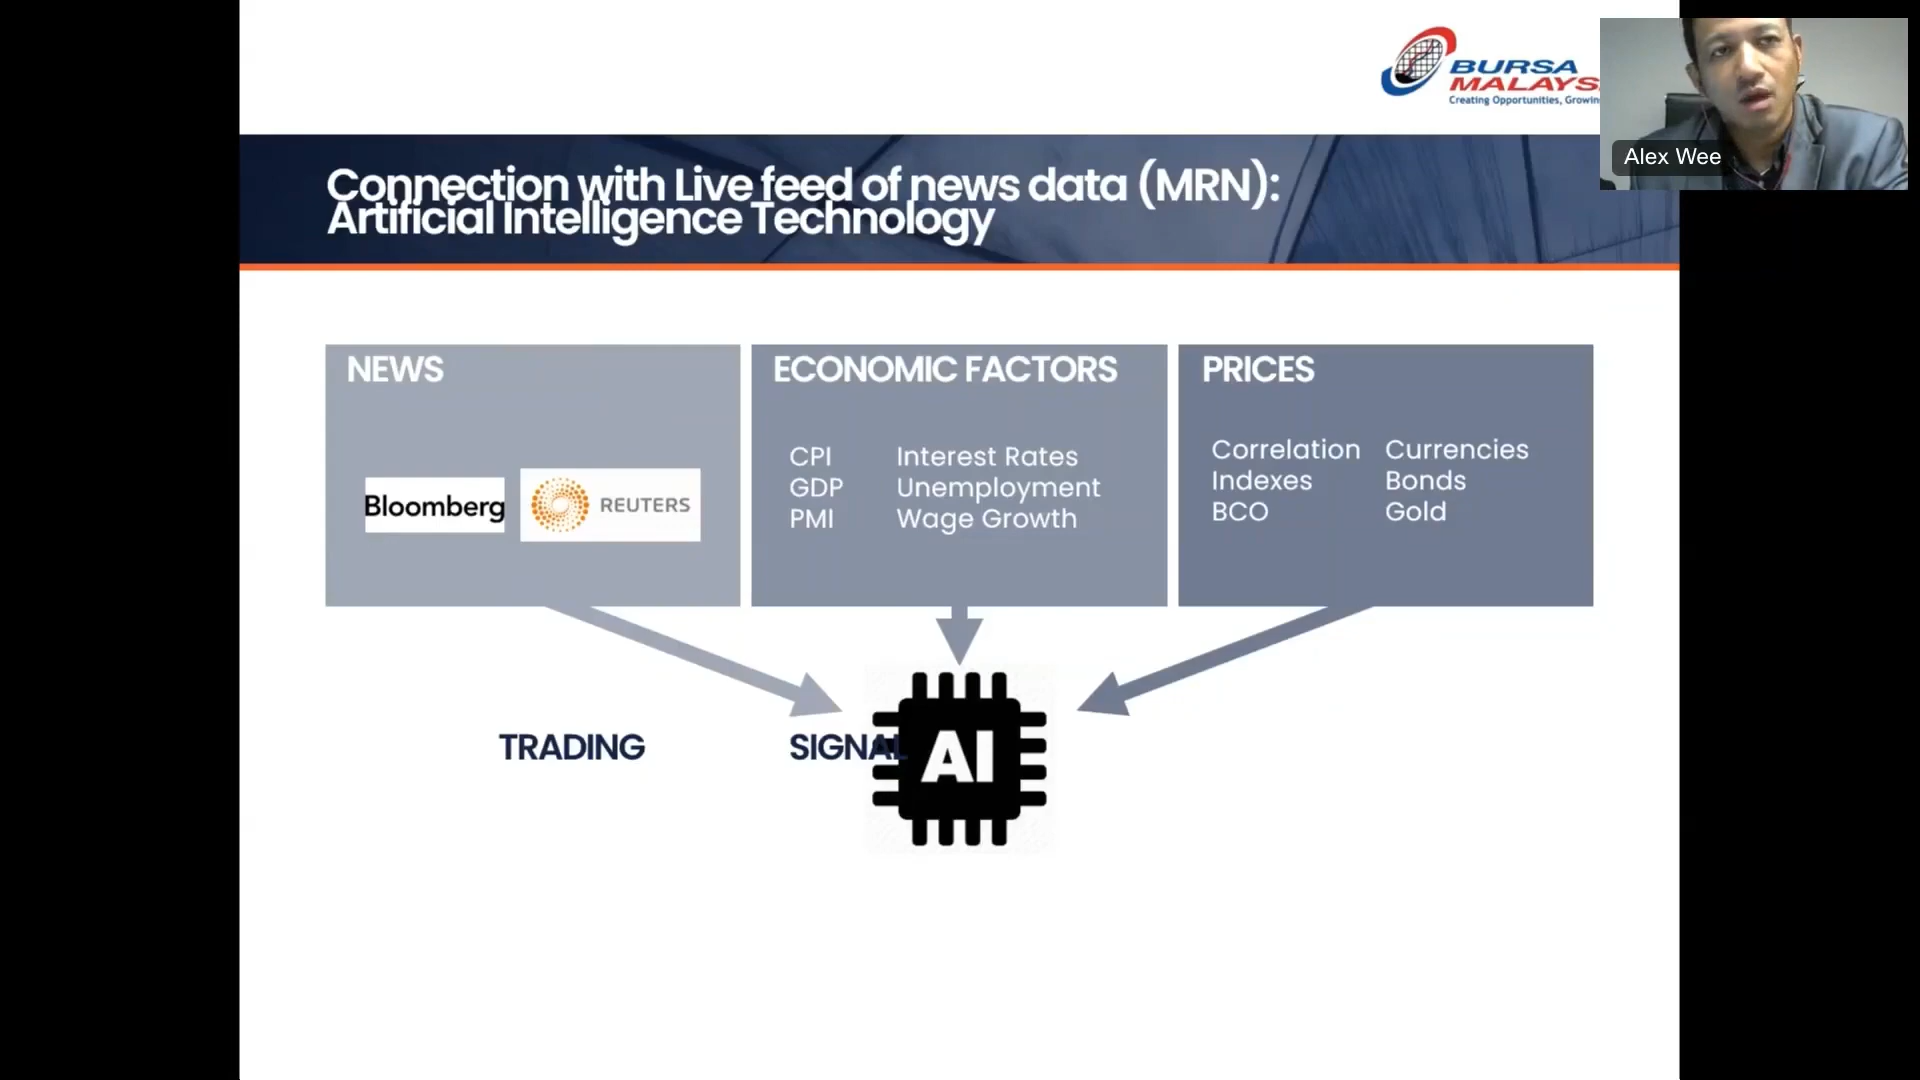 BURSA
MALAYS
Creating Opportunities, Growin
Alex Wee
Connection with Live feed of news data (MRN):
Artificial Intelligence Technology
NEWS
Bloomberg
REUTERS
ECONOMIC FACTORS
CPI Interest Rates
GDP Unemployment
PMI Wage Growth
PRICES
Correlation Currencies
Indexes Bonds
BCO Gold
TRADING SIGNAL
AI